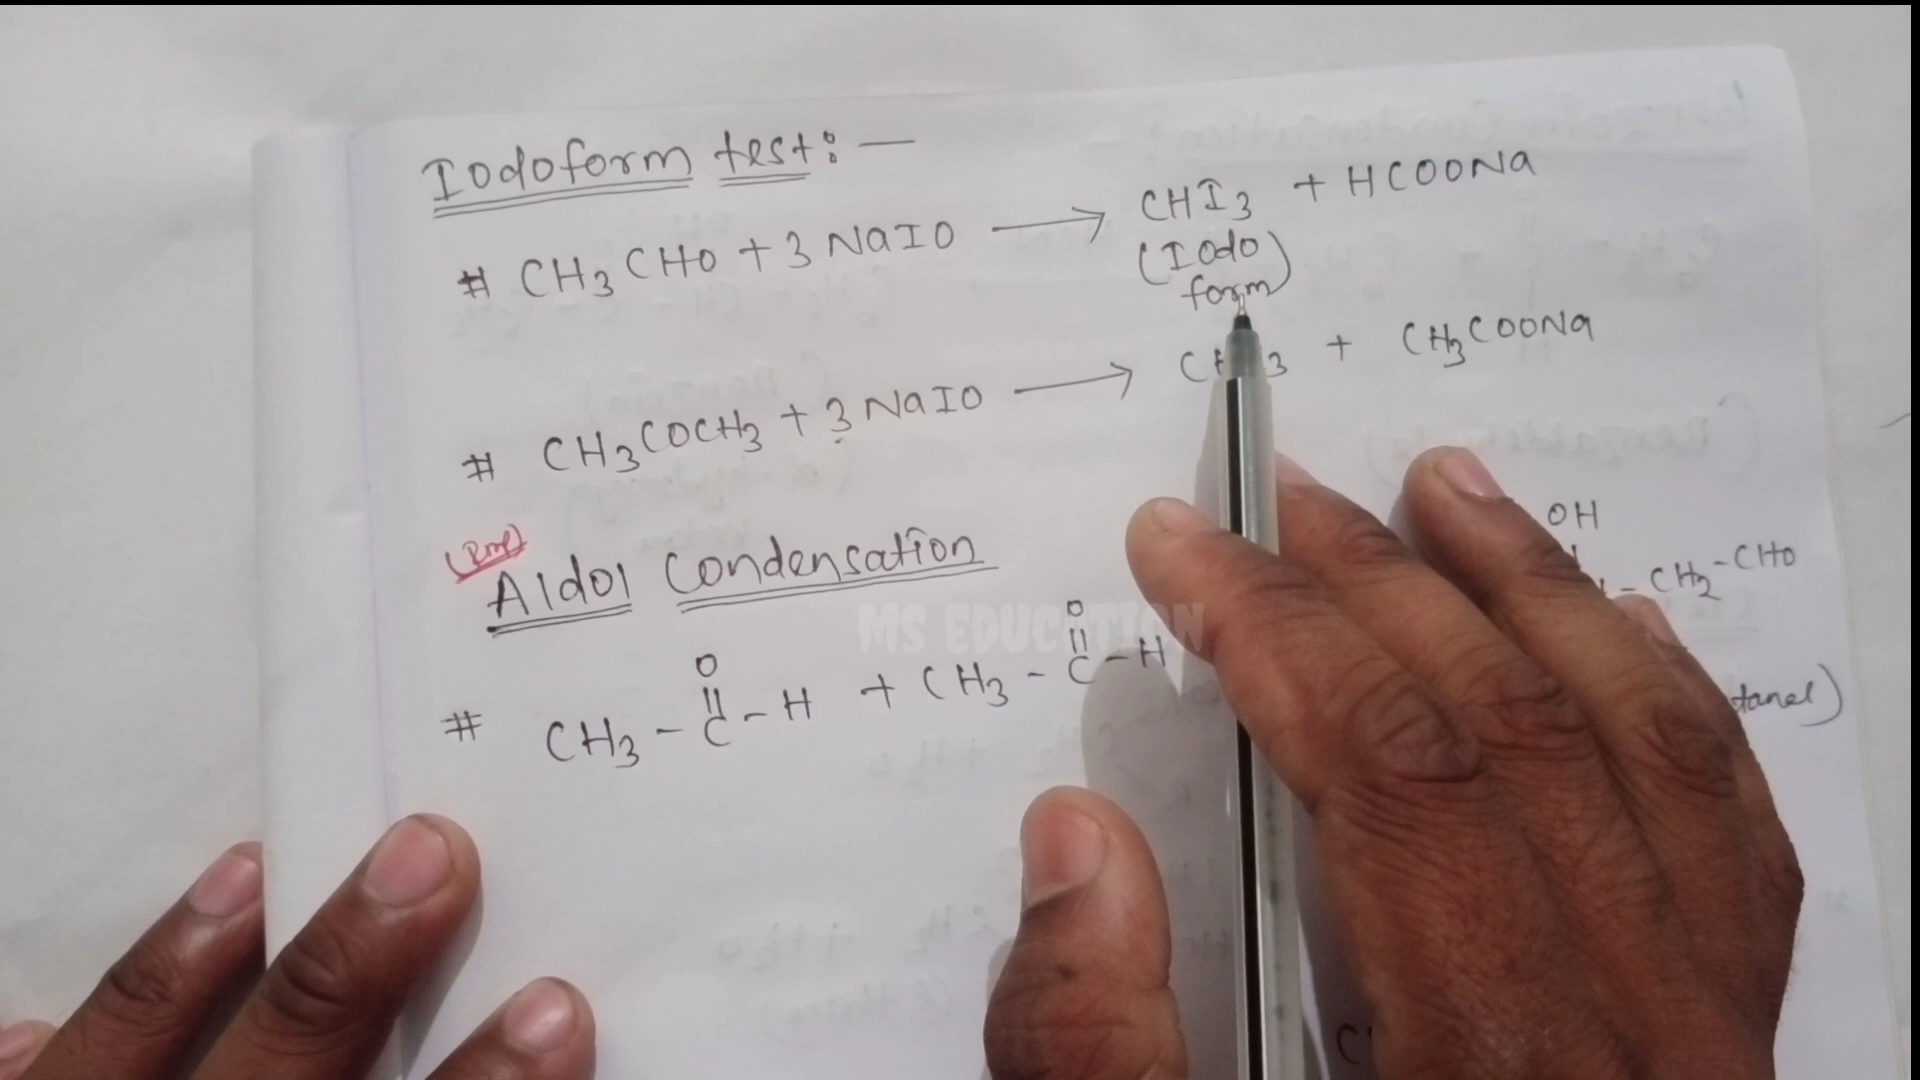 Iodoform test: —
# CH3CHO + 3 NaIO ⟶ CHI3 + HCOONa
(Iodo
form)
# CH3COCH3 + 3 NaIO ⟶ + CH3COONa
(Imp)
Aldol Condensation
MS EDUCATION
O O OH
|| || |
# CH3 - C - H + CH3 - C - H - CH2 - CHO